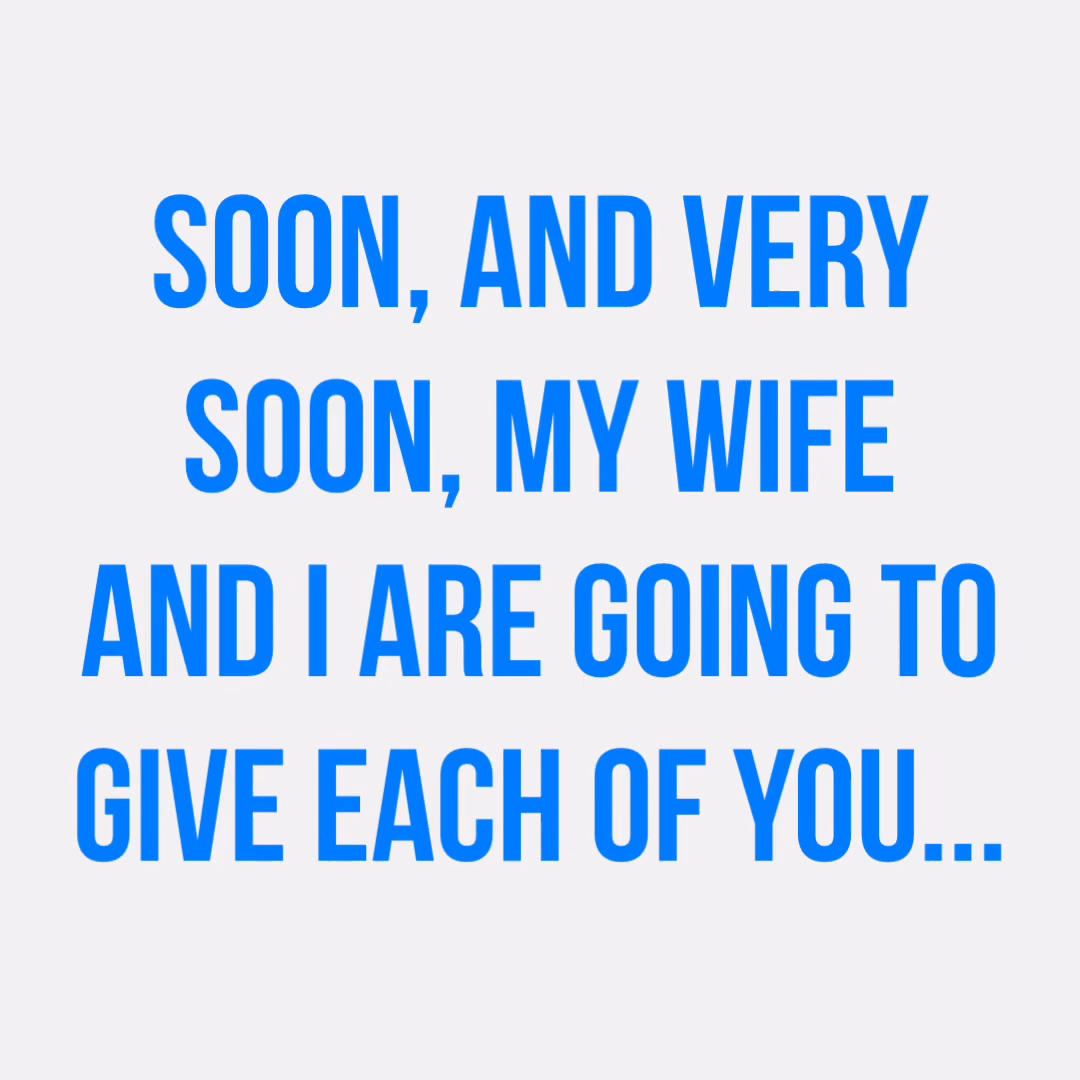 SOON, AND VERY
SOON, MY WIFE
AND I ARE GOING TO
GIVE EACH OF YOU...